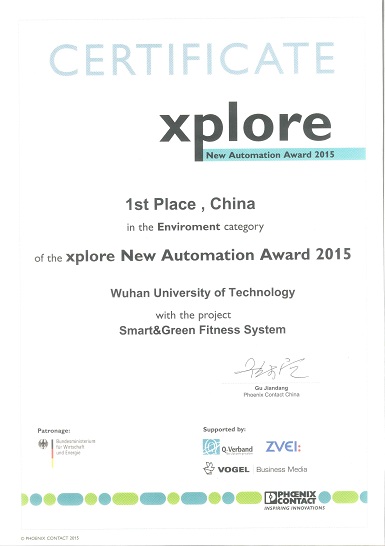 CERTIFICATE
xplore
New Automation Award 2015
1st Place , China
in the Enviroment category
of the xplore New Automation Award 2015
Wuhan University of Technology
with the project
Smart&Green Fitness System
Gu Jiandang
Phoenix Contact China
Patronage:
Supported by:
Bundesministerium
für Wirtschaft
und Energie
Q-Verband
ZVEI:
VOGEL Business Media
PHŒNIX
CONTACT
INSPIRING INNOVATIONS
© PHOENIX CONTACT 2015